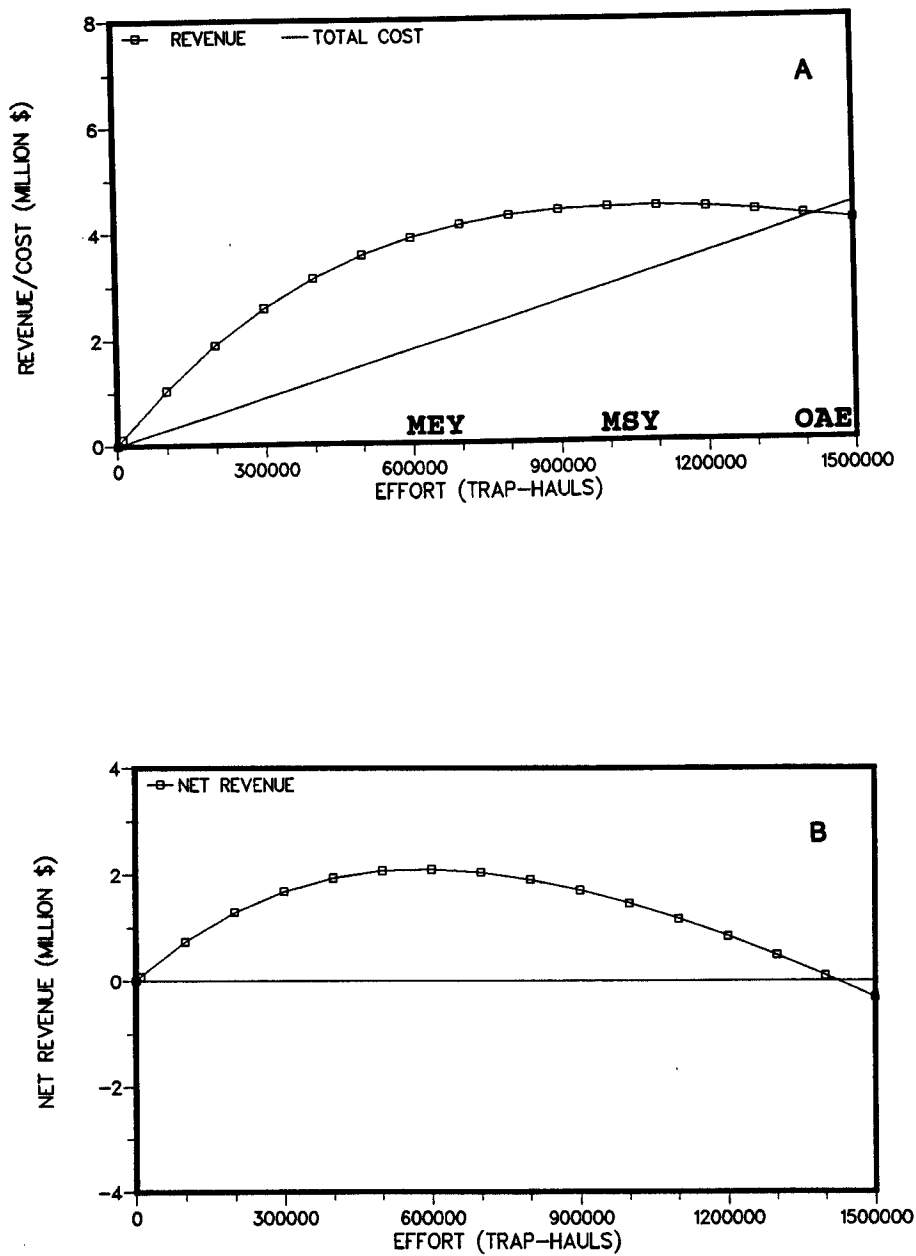 8
REVENUE TOTAL COST
A
6
REVENUE/COST (MILLION $)
4
2
MEY MSY OAE
0
0 300000 600000 900000 1200000 1500000
EFFORT (TRAP-HAULS)
4
NET REVENUE
B
2
NET REVENUE (MILLION $)
0
-2
-4
0 300000 600000 900000 1200000 1500000
EFFORT (TRAP-HAULS)